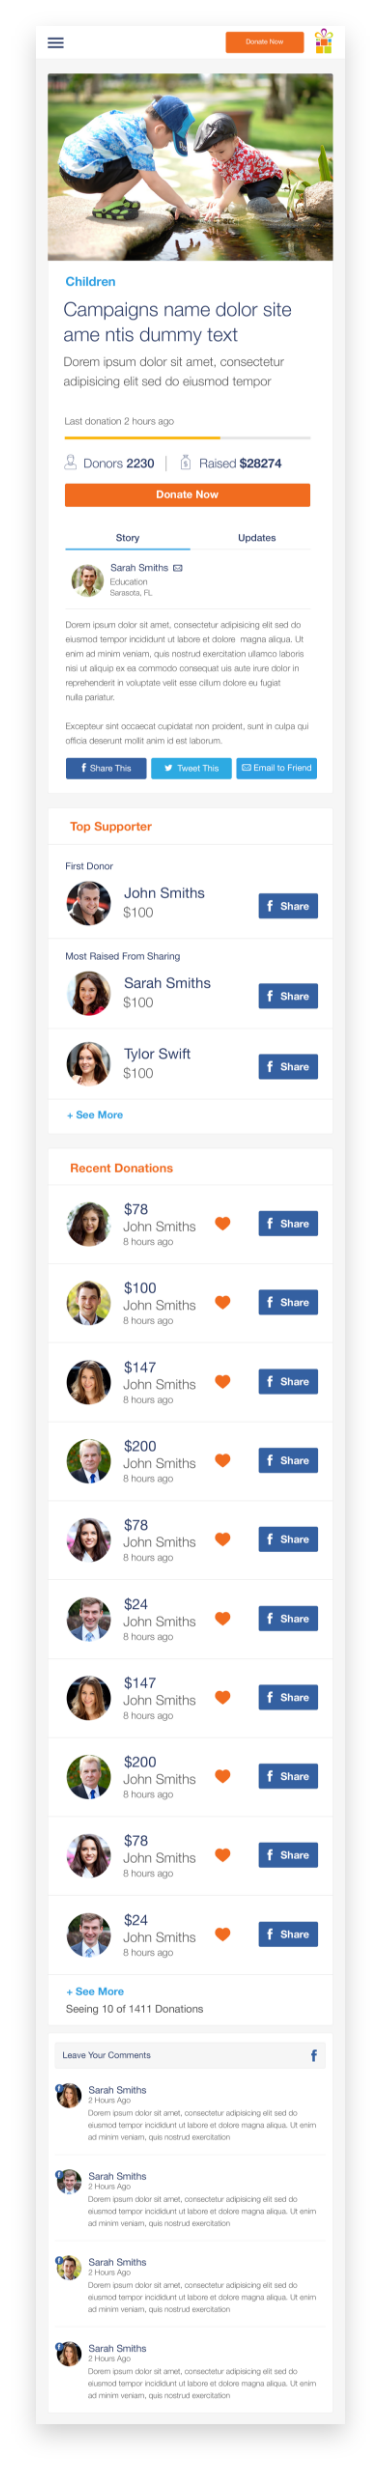 Donate Now
Children
Campaigns name dolor site
ame ntis dummy text
Dorem ipsum dolor sit amet, consectetur
adipisicing elit sed do eiusmod tempor
Last donation 2 hours ago
Donors 2230 | Raised $28274
Donate Now
Story Updates
Sarah Smiths
Education
Sarasota, FL
Dorem ipsum dolor sit amet, consectetur adipisicing elit sed do
eiusmod tempor incididunt ut labore et dolore magna aliqua. Ut
enim ad minim veniam, quis nostrud exercitation ullamco laboris
nisi ut aliquip ex ea commodo consequat uis aute irure dolor in
reprehenderit in voluptate velit esse cillum dolore eu fugiat
nulla pariatur.
Excepteur sint occaecat cupidatat non proident, sunt in culpa qui
officia deserunt mollit anim id est laborum.
Share This Tweet This Email to Friend
Top Supporter
First Donor
John Smiths
$100
Share
Most Raised From Sharing
Sarah Smiths
$100
Share
Tylor Swift
$100
Share
+ See More
Recent Donations
$78
John Smiths
8 hours ago
Share
$100
John Smiths
8 hours ago
Share
$147
John Smiths
8 hours ago
Share
$200
John Smiths
8 hours ago
Share
$78
John Smiths
8 hours ago
Share
$24
John Smiths
8 hours ago
Share
$147
John Smiths
8 hours ago
Share
$200
John Smiths
8 hours ago
Share
$78
John Smiths
8 hours ago
Share
$24
John Smiths
8 hours ago
Share
+ See More
Seeing 10 of 1411 Donations
Leave Your Comments
Sarah Smiths
2 Hours Ago
Dorem ipsum dolor sit amet, consectetur adipisicing elit sed do
eiusmod tempor incididunt ut labore et dolore magna aliqua. Ut enim
ad minim veniam, quis nostrud exercitation
Sarah Smiths
2 Hours Ago
Dorem ipsum dolor sit amet, consectetur adipisicing elit sed do
eiusmod tempor incididunt ut labore et dolore magna aliqua. Ut enim
ad minim veniam, quis nostrud exercitation
Sarah Smiths
2 Hours Ago
Dorem ipsum dolor sit amet, consectetur adipisicing elit sed do
eiusmod tempor incididunt ut labore et dolore magna aliqua. Ut enim
ad minim veniam, quis nostrud exercitation
Sarah Smiths
2 Hours Ago
Dorem ipsum dolor sit amet, consectetur adipisicing elit sed do
eiusmod tempor incididunt ut labore et dolore magna aliqua. Ut enim
ad minim veniam, quis nostrud exercitation